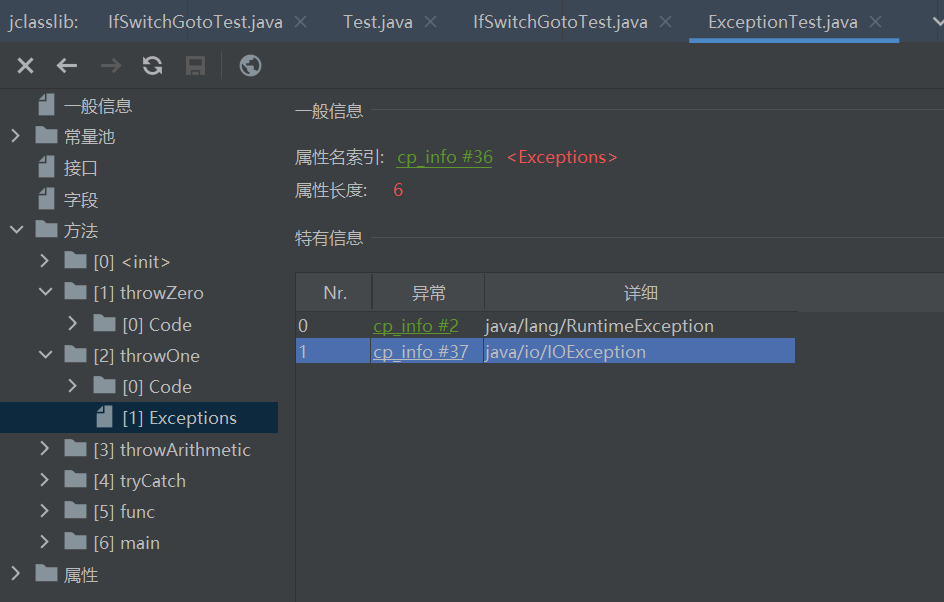 jclasslib: IfSwitchGotoTest.java Test.java IfSwitchGotoTest.java ExceptionTest.java
一般信息
常量池
接口
字段
方法
[0] <init>
[1] throwZero
[0] Code
[2] throwOne
[0] Code
[1] Exceptions
[3] throwArithmetic
[4] tryCatch
[5] func
[6] main
属性
一般信息
属性名索引: cp_info #36 <Exceptions>
属性长度: 6
特有信息
Nr. 异常 详细
0 cp_info #2 java/lang/RuntimeException
1 cp_info #37 java/io/IOException